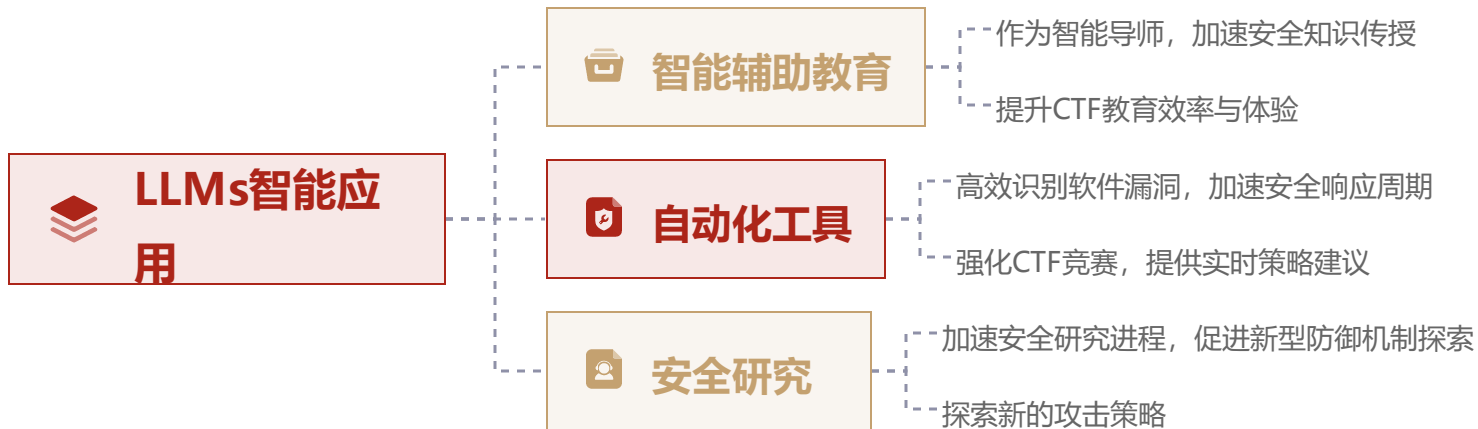 LLMs智能应
用
智能辅助教育
作为智能导师，加速安全知识传授
提升CTF教育效率与体验
自动化工具
高效识别软件漏洞，加速安全响应周期
强化CTF竞赛，提供实时策略建议
安全研究
加速安全研究进程，促进新型防御机制探索
探索新的攻击策略